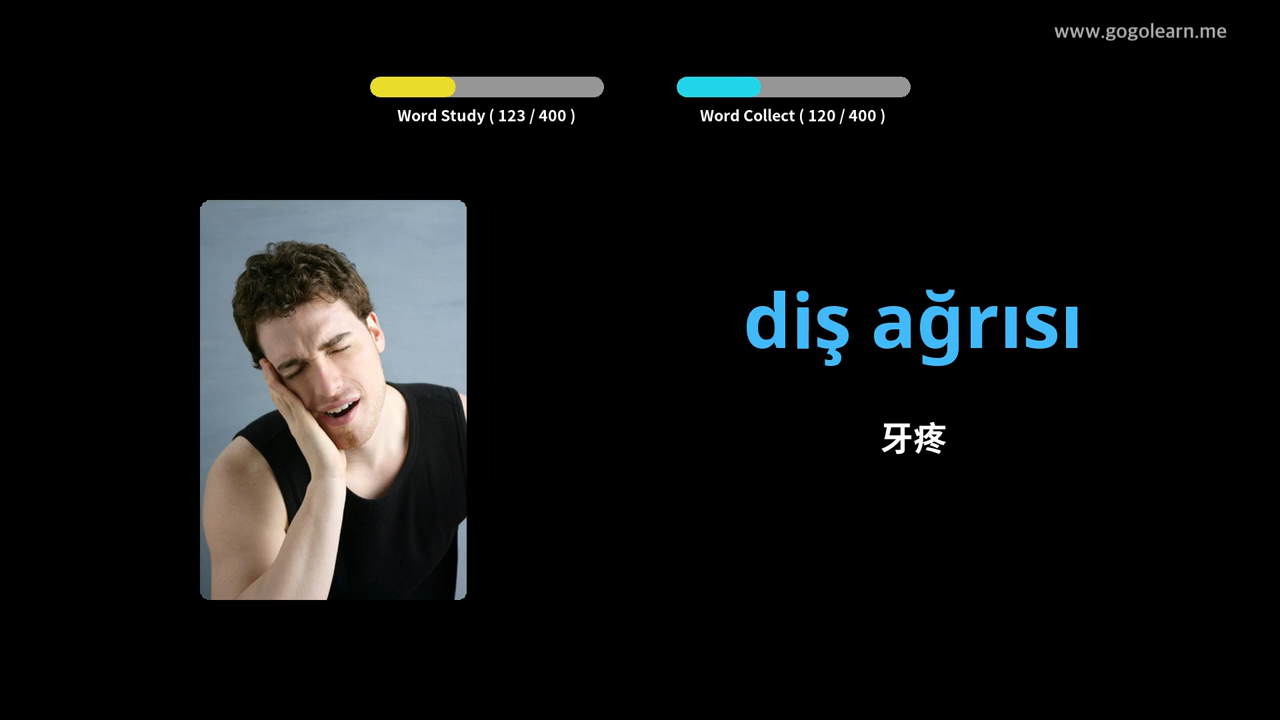 www.gogolearn.me
Word Study ( 123 / 400 )
Word Collect ( 120 / 400 )
diş ağrısı
牙疼